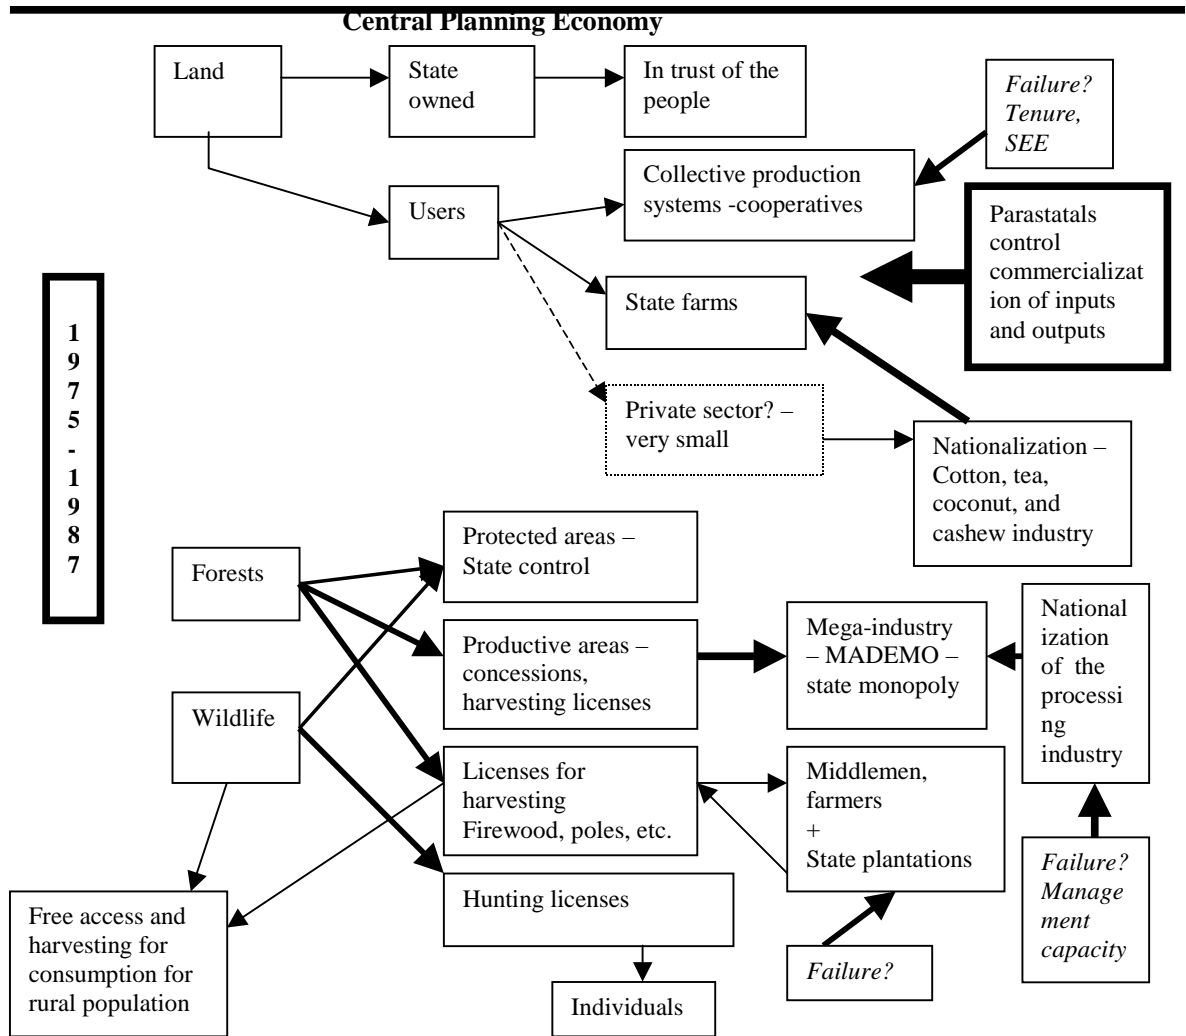 Central Planning Economy
Land
State
owned
In trust of the
people
Failure?
Tenure,
SEE
Users
Collective production
systems -cooperatives
Parastatals
control
commercializat
ion of inputs
and outputs
State farms
1
9
7
5
-
1
9
8
7
Private sector? –
very small
Nationalization –
Cotton, tea,
coconut, and
cashew industry
Forests
Protected areas –
State control
Productive areas –
concessions,
harvesting licenses
Mega-industry
– MADEMO –
state monopoly
National
ization
of the
processi
ng
industry
Wildlife
Licenses for
harvesting
Firewood, poles, etc.
Middlemen,
farmers
+
State plantations
Failure?
Manage
ment
capacity
Hunting licenses
Free access and
harvesting for
consumption for
rural population
Failure?
Individuals